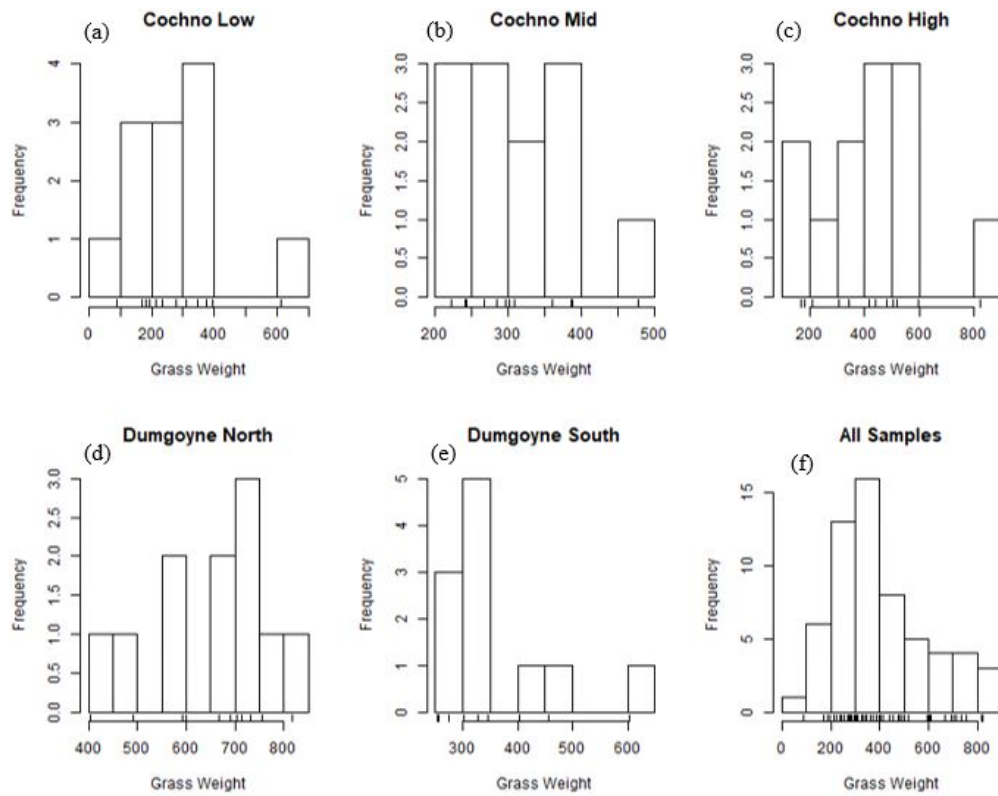 (a) Cochno Low
Frequency
0 1 2 3 4
0 200 400 600
Grass Weight
(b) Cochno Mid
Frequency
0.0 0.5 1.0 1.5 2.0 2.5 3.0
200 300 400 500
Grass Weight
(c) Cochno High
Frequency
0.0 0.5 1.0 1.5 2.0 2.5 3.0
200 400 600 800
Grass Weight
(d) Dumgoyne North
Frequency
0.0 0.5 1.0 1.5 2.0 2.5 3.0
400 500 600 700 800
Grass Weight
(e) Dumgoyne South
Frequency
0 1 2 3 4 5
300 400 500 600
Grass Weight
(f) All Samples
Frequency
0 5 10 15
0 200 400 600 800
Grass Weight